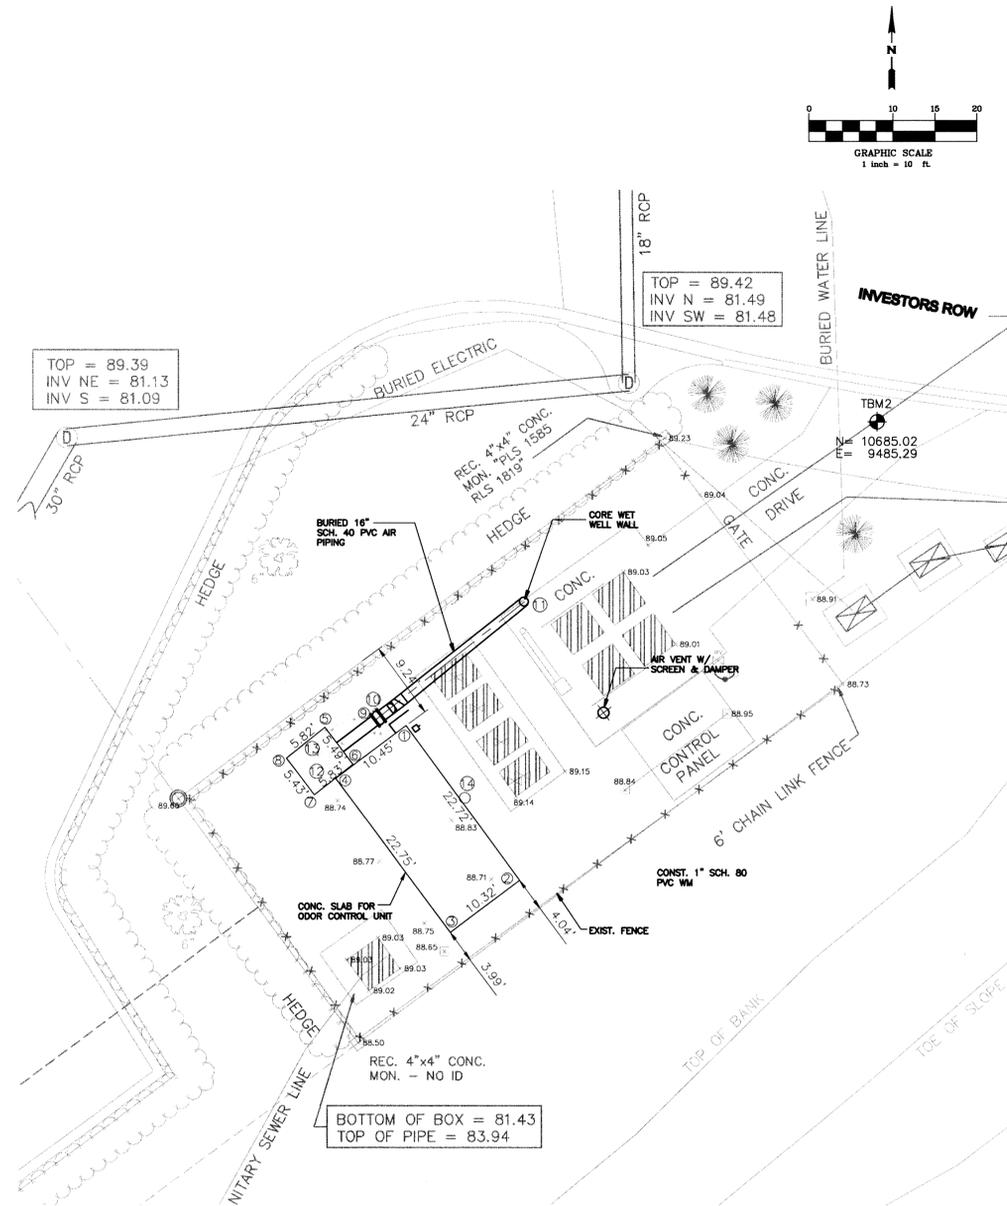 N
0
10
15
20
GRAPHIC SCALE
1 inch = 10 ft.
18" RCP
TOP = 89.42
INV N = 81.49
INV SW = 81.48
BURIED WATER LINE
INVESTORS ROW
TOP = 89.39
INV NE = 81.13
INV S = 81.09
BURIED ELECTRIC
D
D
24" RCP
30" RCP
TBM2
N= 10685.02
E= 9485.29
REC. 4"x4" CONC.
MON. "PLS 1585
RLS 1819"
89.23
89.04
CONC.
DRIVE
GATE
HEDGE
BURIED 16"
SCH. 40 PVC AIR
PIPING
CORE WET
WELL WALL
89.05
HEDGE
6"
CONC.
89.03
88.91
11
89.01
AIR VENT W/
SCREEN & DAMPER
9.24'
88.73
10
9
5
5.82'
1
88.95
CONC.
CONTROL
PANEL
13
5.49'
6
10.45'
8
12
5.83'
4
5.43'
7
89.15
88.84
89.14
14
22.72'
89.60
88.74
88.83
6' CHAIN LINK FENCE
22.75'
88.77
88.71
2
CONST. 1" SCH. 80
PVC WM
CONC. SLAB FOR
ODOR CONTROL UNIT
10.32'
3
6"
88.75
88.65
4.04'
EXIST. FENCE
89.03
89.03
89.03
89.02
3.99'
HEDGE
88.50
TOP OF BANK
TOE OF SLOPE
REC. 4"x4" CONC.
MON. - NO ID
BOTTOM OF BOX = 81.43
TOP OF PIPE = 83.94
NITARY SEWER LINE